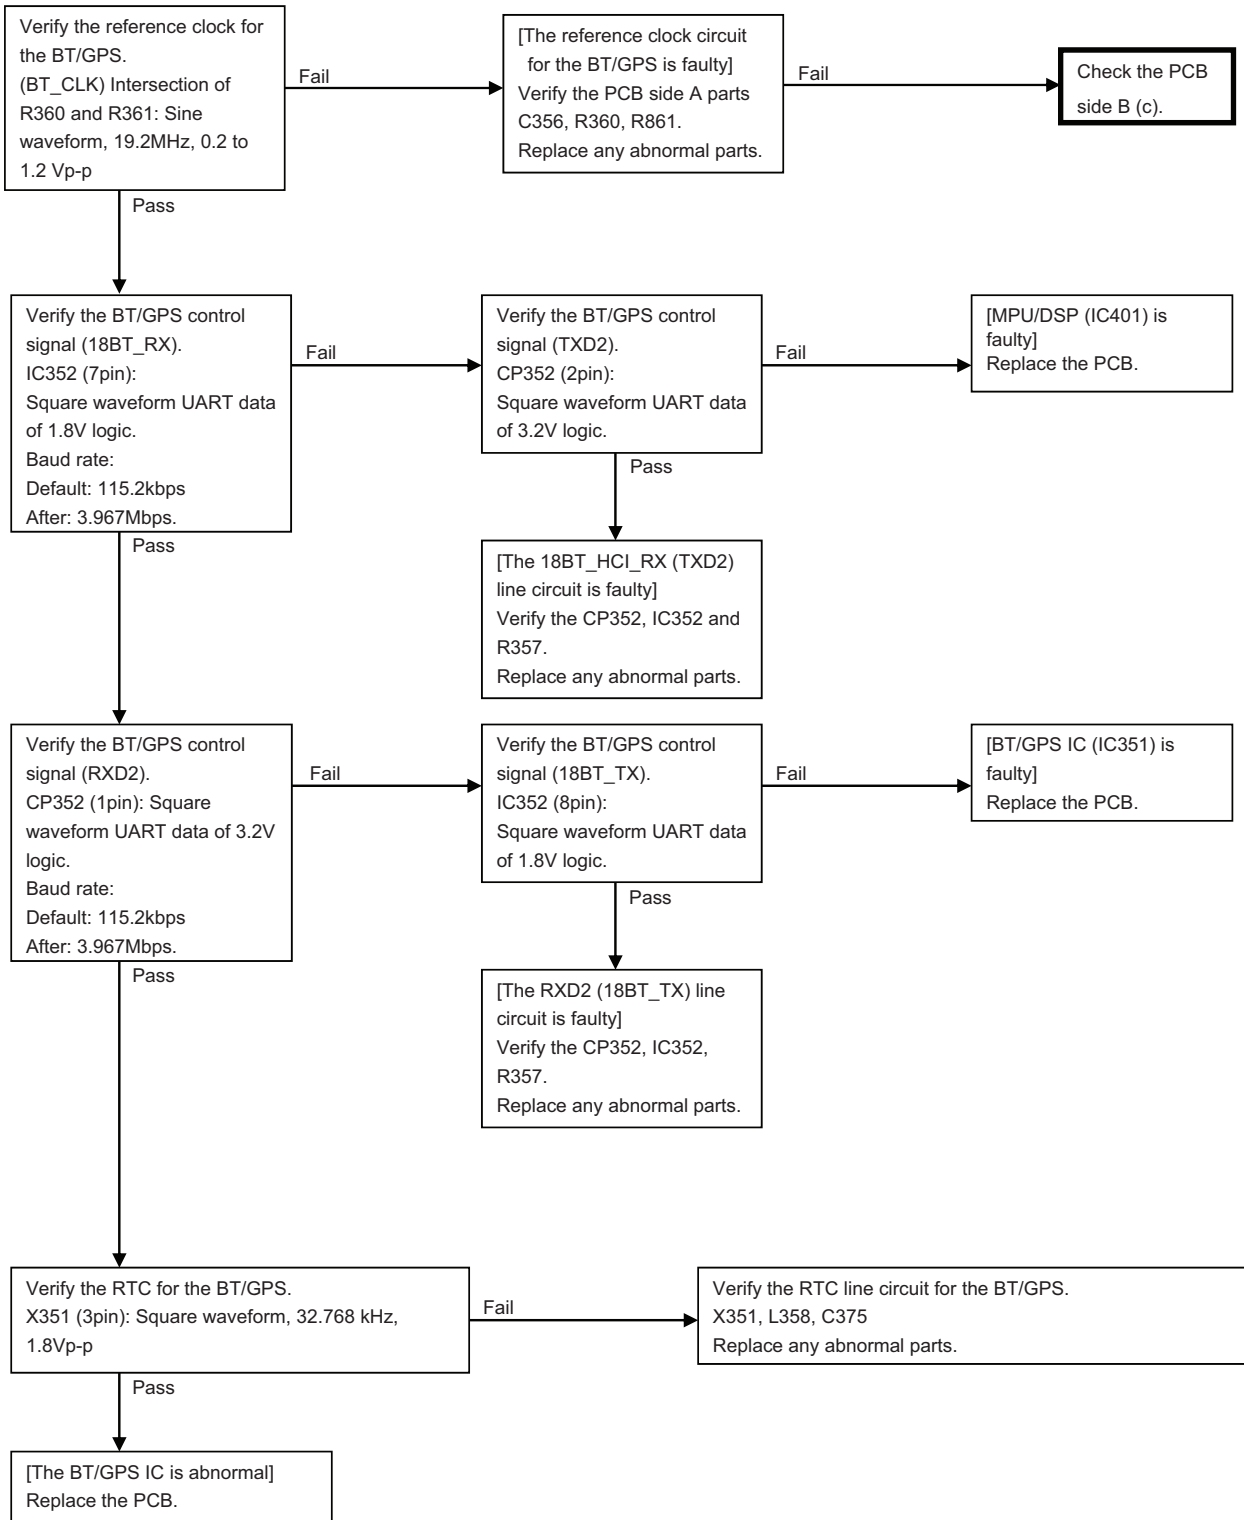 Verify the reference clock for
the BT/GPS.
(BT_CLK) Intersection of
R360 and R361: Sine
waveform, 19.2MHz, 0.2 to
1.2 Vp-p
Fail
[The reference clock circuit
for the BT/GPS is faulty]
Verify the PCB side A parts
C356, R360, R861.
Replace any abnormal parts.
Fail
Check the PCB
side B (c).
Pass
Verify the BT/GPS control
signal (18BT_RX).
IC352 (7pin):
Square waveform UART data
of 1.8V logic.
Baud rate:
Default: 115.2kbps
After: 3.967Mbps.
Fail
Verify the BT/GPS control
signal (TXD2).
CP352 (2pin):
Square waveform UART data
of 3.2V logic.
Fail
[MPU/DSP (IC401) is
faulty]
Replace the PCB.
Pass
Pass
[The 18BT_HCI_RX (TXD2)
line circuit is faulty]
Verify the CP352, IC352 and
R357.
Replace any abnormal parts.
Verify the BT/GPS control
signal (RXD2).
CP352 (1pin): Square
waveform UART data of 3.2V
logic.
Baud rate:
Default: 115.2kbps
After: 3.967Mbps.
Fail
Verify the BT/GPS control
signal (18BT_TX).
IC352 (8pin):
Square waveform UART data
of 1.8V logic.
Fail
[BT/GPS IC (IC351) is
faulty]
Replace the PCB.
Pass
Pass
[The RXD2 (18BT_TX) line
circuit is faulty]
Verify the CP352, IC352,
R357.
Replace any abnormal parts.
Verify the RTC for the BT/GPS.
X351 (3pin): Square waveform, 32.768 kHz,
1.8Vp-p
Fail
Verify the RTC line circuit for the BT/GPS.
X351, L358, C375
Replace any abnormal parts.
Pass
[The BT/GPS IC is abnormal]
Replace the PCB.